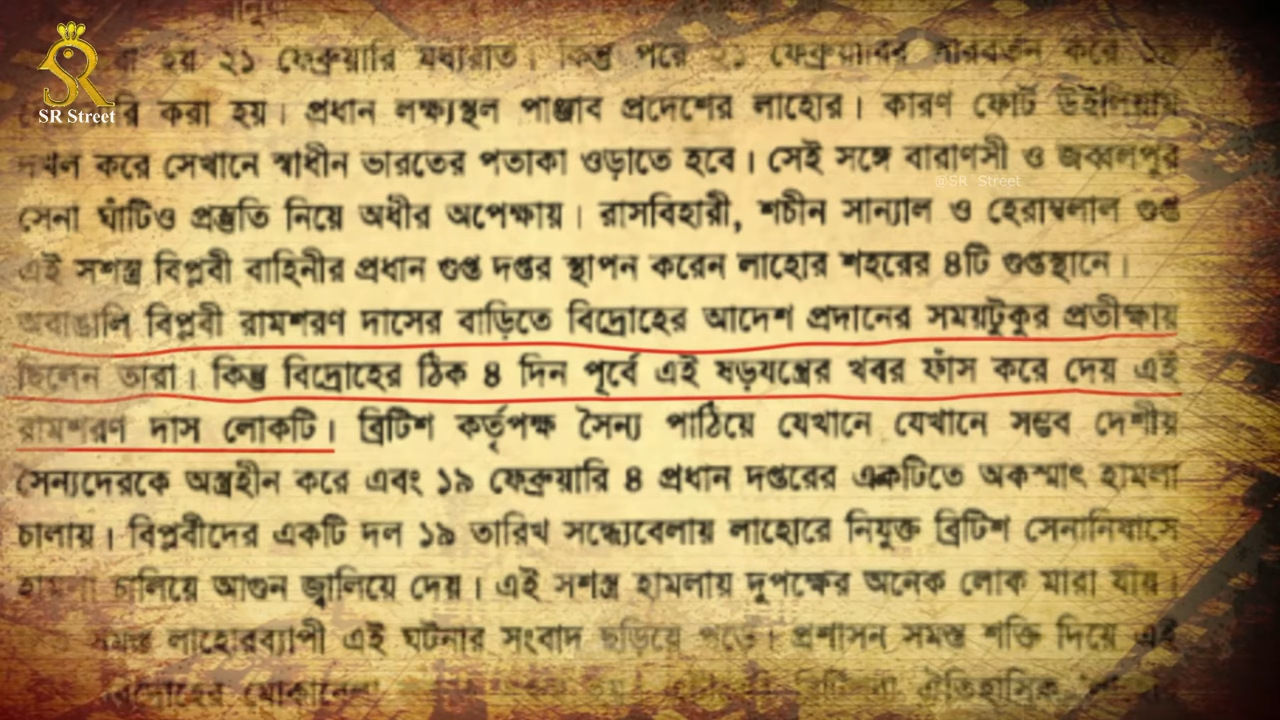 SR Street
হয় ২১ ফেব্রুয়ারি মধ্যরাত। কিন্তু পরে ২১ ফেব্রুয়ারির পরিবর্তন করে
করা হয়। প্রধান লক্ষ্যস্থল পাঞ্জাব প্রদেশের লাহোর। কারণ ফোর্ট উইলিয়াম
দখল করে সেখানে স্বাধীন ভারতের পতাকা ওড়াতে হবে। সেই সঙ্গে বারাণসী ও জব্বলপুর
@SR Street
সেনা ঘাঁটিও প্রস্তুতি নিয়ে অধীর অপেক্ষায়। রাসবিহারী, শচীন সান্যাল ও হেরাম্বলাল গুপ্ত
এই সশস্ত্র বিপ্লবী বাহিনীর প্রধান গুপ্ত দপ্তর স্থাপন করেন লাহোর শহরের ৪টি গুপ্তস্থানে।
অবাঙালি বিপ্লবী রামশরণ দাসের বাড়িতে বিদ্রোহের আদেশ প্রদানের সময়টুকুর প্রতীক্ষায়
ছিলেন তারা। কিন্তু বিদ্রোহের ঠিক ৪ দিন পূর্বে এই ষড়যন্ত্রের খবর ফাঁস করে দেয় এই
রামশরণ দাস লোকটি। ব্রিটিশ কর্তৃপক্ষ সৈন্য পাঠিয়ে যেখানে যেখানে সম্ভব দেশীয়
সৈন্যদেরকে অস্ত্রহীন করে এবং ১৯ ফেব্রুয়ারি ৪ প্রধান দপ্তরের একটিতে অকস্মাৎ হামলা
চালায়। বিপ্লবীদের একটি দল ১৯ তারিখ সন্ধ্যেবেলায় লাহোরে নিযুক্ত ব্রিটিশ সেনানিবাসে
হামলা চালিয়ে আগুন জ্বালিয়ে দেয়। এই সশস্ত্র হামলায় দুপক্ষের অনেক লোক মারা যায়।
সমস্ত লাহোরব্যাপী এই ঘটনার সংবাদ ছড়িয়ে পড়ে। প্রশাসন সমস্ত শক্তি দিয়ে এই
ঐতিহাসিক